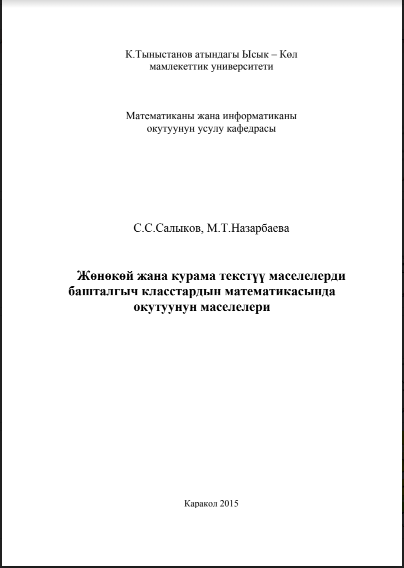 К.Тыныстанов атындагы Ысык – Көл
мамлекеттик университети
Математиканы жана информатиканы
окутуунун усулу кафедрасы
С.С.Салыков, М.Т.Назарбаева
Жөнөкөй жана курама текстүү маселелерди
башталгыч класстардын математикасында
окутуунун маселелери
Каракол 2015